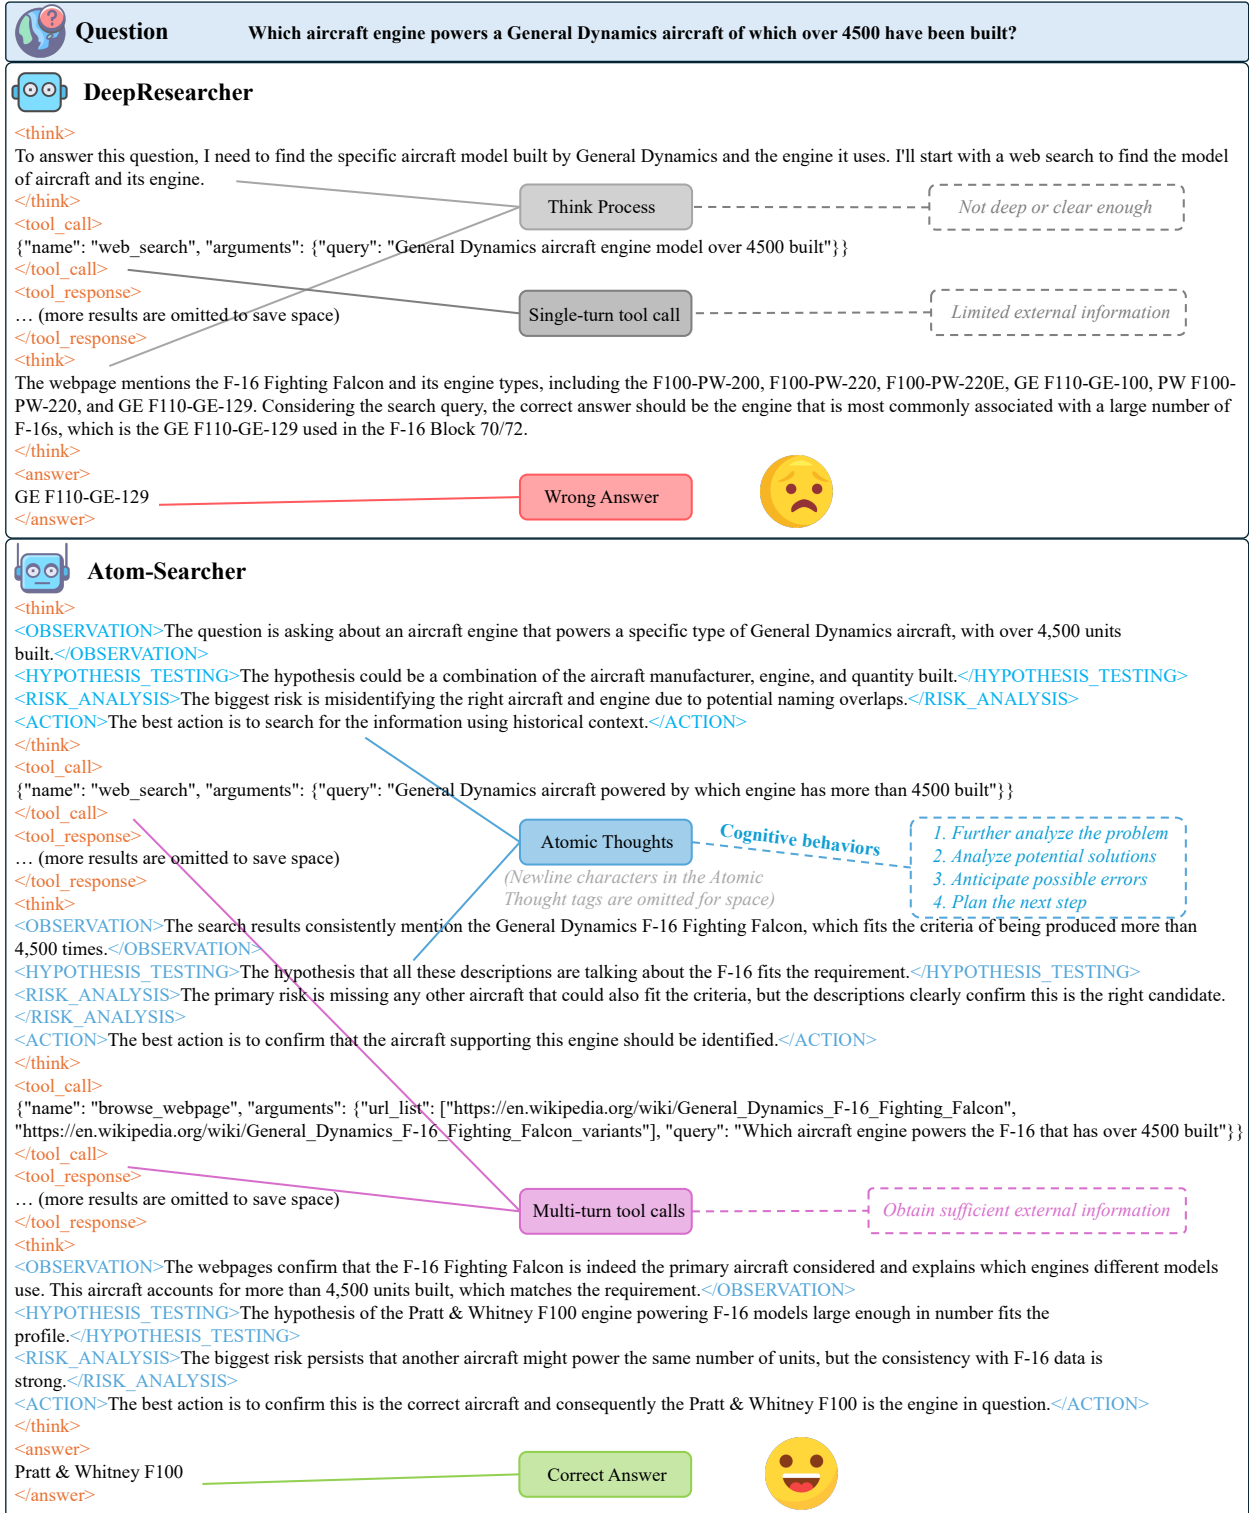 Question
Which aircraft engine powers a General Dynamics aircraft of which over 4500 have been built?
DeepResearcher
<think>
To answer this question, I need to find the specific aircraft model built by General Dynamics and the engine it uses. I'll start with a web search to find the model
of aircraft and its engine.
</think>
Think Process
Not deep or clear enough
<tool_call>
{"name": "web_search", "arguments": {"query": "General Dynamics aircraft engine model over 4500 built"}}
</tool_call>
<tool_response>
… (more results are omitted to save space)
Single-turn tool call
Limited external information
</tool_response>
<think>
The webpage mentions the F-16 Fighting Falcon and its engine types, including the F100-PW-200, F100-PW-220, F100-PW-220E, GE F110-GE-100, PW F100-
PW-220, and GE F110-GE-129. Considering the search query, the correct answer should be the engine that is most commonly associated with a large number of
F-16s, which is the GE F110-GE-129 used in the F-16 Block 70/72.
</think>
<answer>
GE F110-GE-129
Wrong Answer
</answer>
Atom-Searcher
<think>
<OBSERVATION>The question is asking about an aircraft engine that powers a specific type of General Dynamics aircraft, with over 4,500 units
built.</OBSERVATION>
<HYPOTHESIS_TESTING>The hypothesis could be a combination of the aircraft manufacturer, engine, and quantity built.</HYPOTHESIS_TESTING>
<RISK_ANALYSIS>The biggest risk is misidentifying the right aircraft and engine due to potential naming overlaps.</RISK_ANALYSIS>
<ACTION>The best action is to search for the information using historical context.</ACTION>
</think>
<tool_call>
{"name": "web_search", "arguments": {"query": "General Dynamics aircraft powered by which engine has more than 4500 built"}}
</tool_call>
<tool_response>
… (more results are omitted to save space)
</tool_response>
<think>
Atomic Thoughts
(Newline characters in the Atomic
Thought tags are omitted for space)
Cognitive behaviors
1. Further analyze the problem
2. Analyze potential solutions
3. Anticipate possible errors
4. Plan the next step
<OBSERVATION>The search results consistently mention the General Dynamics F-16 Fighting Falcon, which fits the criteria of being produced more than
4,500 times.</OBSERVATION>
<HYPOTHESIS_TESTING>The hypothesis that all these descriptions are talking about the F-16 fits the requirement.</HYPOTHESIS_TESTING>
<RISK_ANALYSIS>The primary risk is missing any other aircraft that could also fit the criteria, but the descriptions clearly confirm this is the right candidate.
</RISK_ANALYSIS>
<ACTION>The best action is to confirm that the aircraft supporting this engine should be identified.</ACTION>
</think>
<tool_call>
{"name": "browse_webpage", "arguments": {"url_list": ["https://en.wikipedia.org/wiki/General_Dynamics_F-16_Fighting_Falcon",
"https://en.wikipedia.org/wiki/General_Dynamics_F-16_Fighting_Falcon_variants"], "query": "Which aircraft engine powers the F-16 that has over 4500 built"}}
</tool_call>
<tool_response>
… (more results are omitted to save space)
</tool_response>
Multi-turn tool calls
Obtain sufficient external information
<think>
<OBSERVATION>The webpages confirm that the F-16 Fighting Falcon is indeed the primary aircraft considered and explains which engines different models
use. This aircraft accounts for more than 4,500 units built, which matches the requirement.</OBSERVATION>
<HYPOTHESIS_TESTING>The hypothesis of the Pratt & Whitney F100 engine powering F-16 models large enough in number fits the
profile.</HYPOTHESIS_TESTING>
<RISK_ANALYSIS>The biggest risk persists that another aircraft might power the same number of units, but the consistency with F-16 data is
strong.</RISK_ANALYSIS>
<ACTION>The best action is to confirm this is the correct aircraft and consequently the Pratt & Whitney F100 is the engine in question.</ACTION>
</think>
<answer>
Pratt & Whitney F100
Correct Answer
</answer>